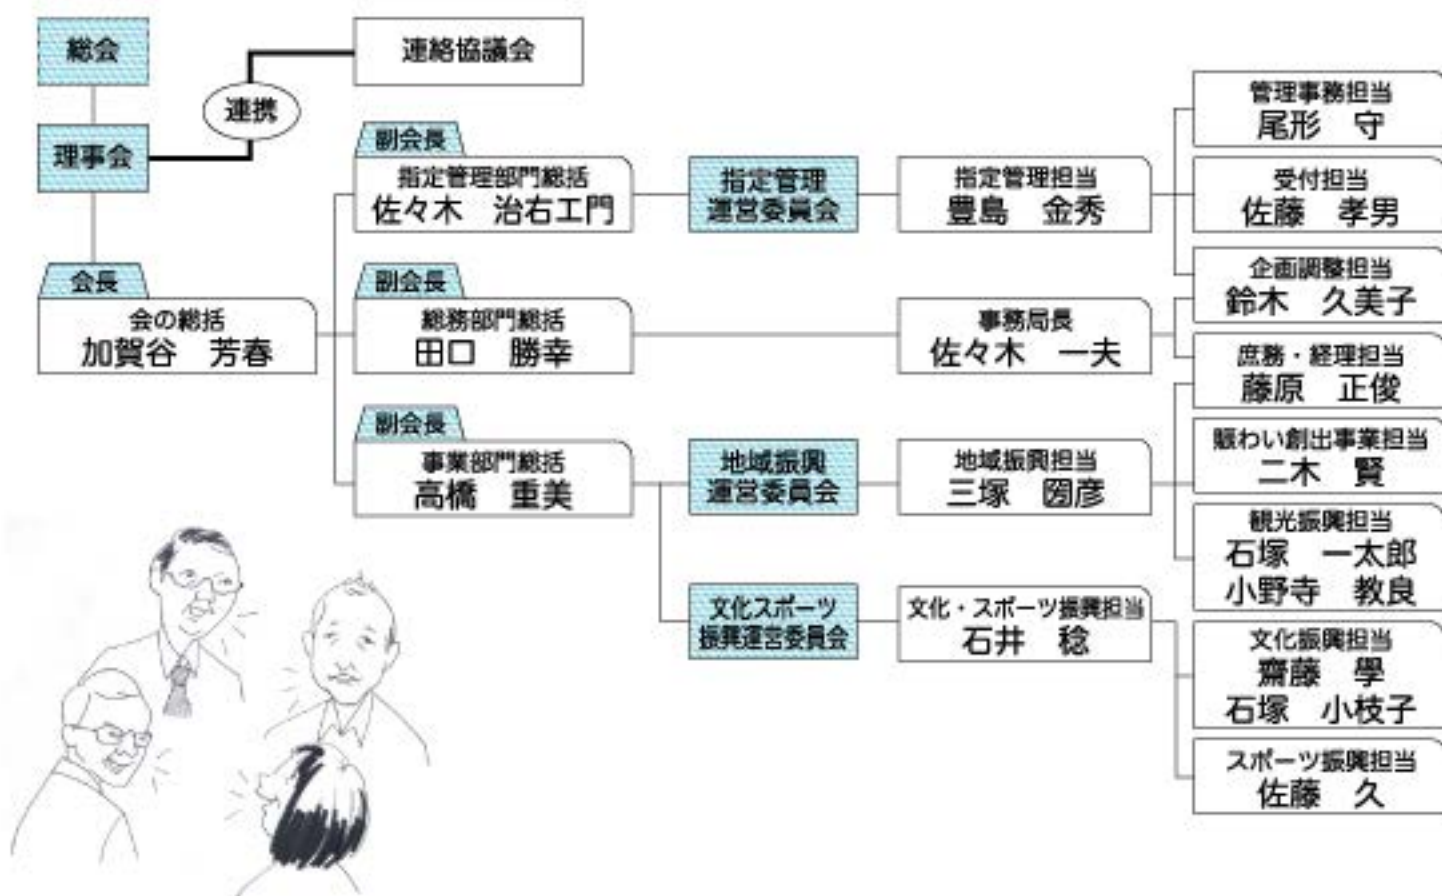 総会
連絡協議会
連携
理事会
会長
会の総括
加賀谷　芳春
副会長
指定管理部門総括
佐々木　治右エ門
指定管理
運営委員会
指定管理担当
豊島　金秀
管理事務担当
尾形　守
受付担当
佐藤　孝男
企画調整担当
鈴木　久美子
副会長
総務部門総括
田口　勝幸
事務局長
佐々木　一夫
庶務・経理担当
藤原　正俊
副会長
事業部門総括
高橋　重美
地域振興
運営委員会
地域振興担当
三塚　圀彦
賑わい創出事業担当
二木　賢
観光振興担当
石塚　一太郎
小野寺　教良
文化スポーツ
振興運営委員会
文化・スポーツ振興担当
石井　稔
文化振興担当
齋藤　學
石塚　小枝子
スポーツ振興担当
佐藤　久